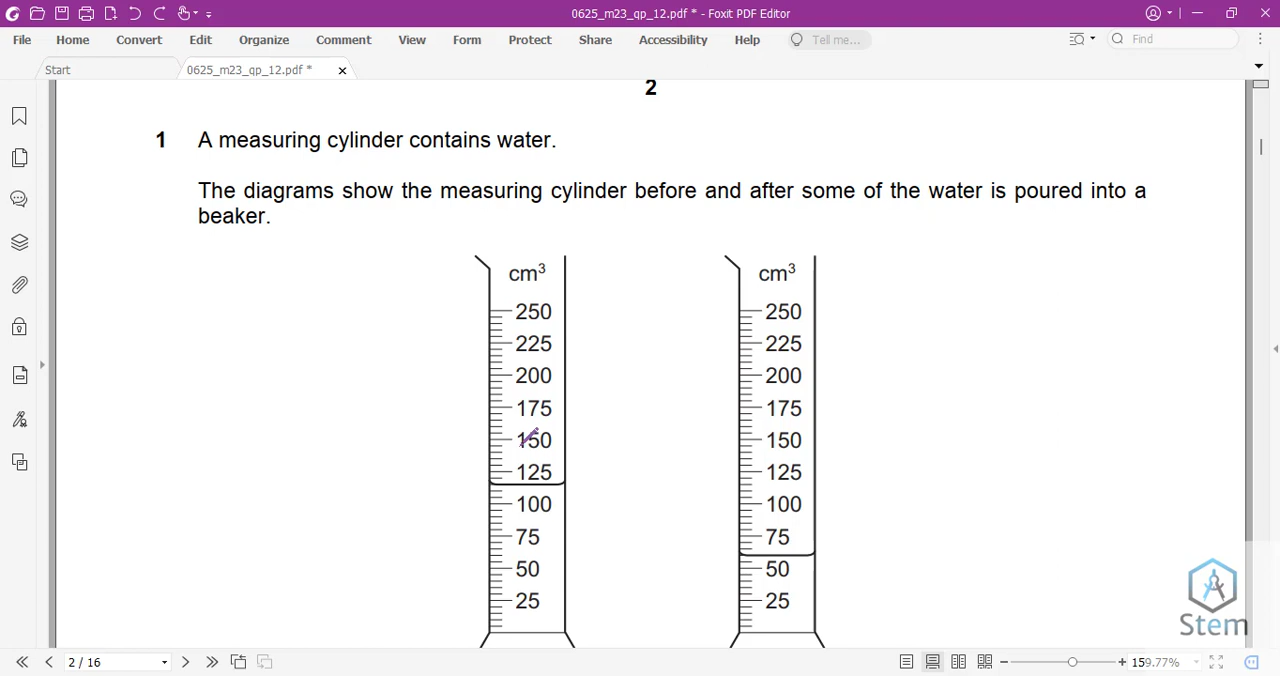 0625_m23_qp_12.pdf * - Foxit PDF Editor
File Home Convert Edit Organize Comment View Form Protect Share Accessibility Help Tell me... Find
Start 0625_m23_qp_12.pdf *
2
1 A measuring cylinder contains water.
The diagrams show the measuring cylinder before and after some of the water is poured into a
beaker.
cm³ cm³
250 250
225 225
200 200
175 175
150 150
125 125
100 100
75 75
50 50
25 25
Stem
2 / 16 159.77%